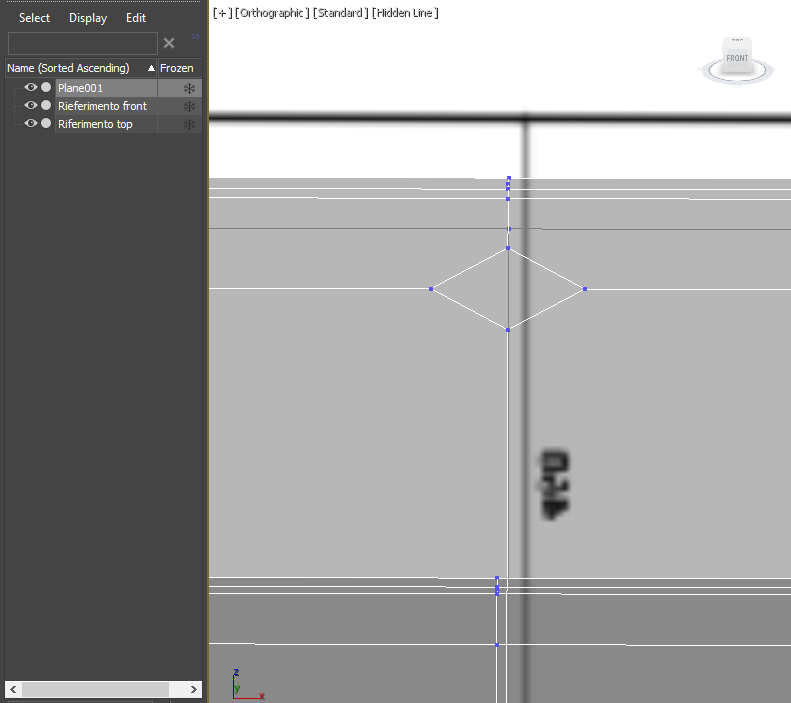 Select Display Edit
[+] [Orthographic] [Standard] [Hidden Line]
Name (Sorted Ascending) Frozen
Plane001
Rieferimento front
Riferimento top
FRONT
z
y
x